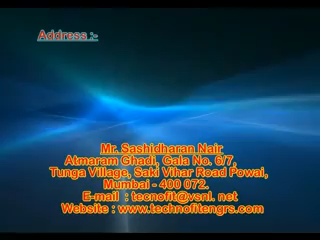 Address :-
Mr. Sashidharan Nair
Atmaram Ghadi, Gala No. 6/7,
Tunga Village, Saki Vihar Road Powai,
Mumbai - 400 072.
E-mail : tecnofit@vsnl. net
Website : www.technofitengrs.com